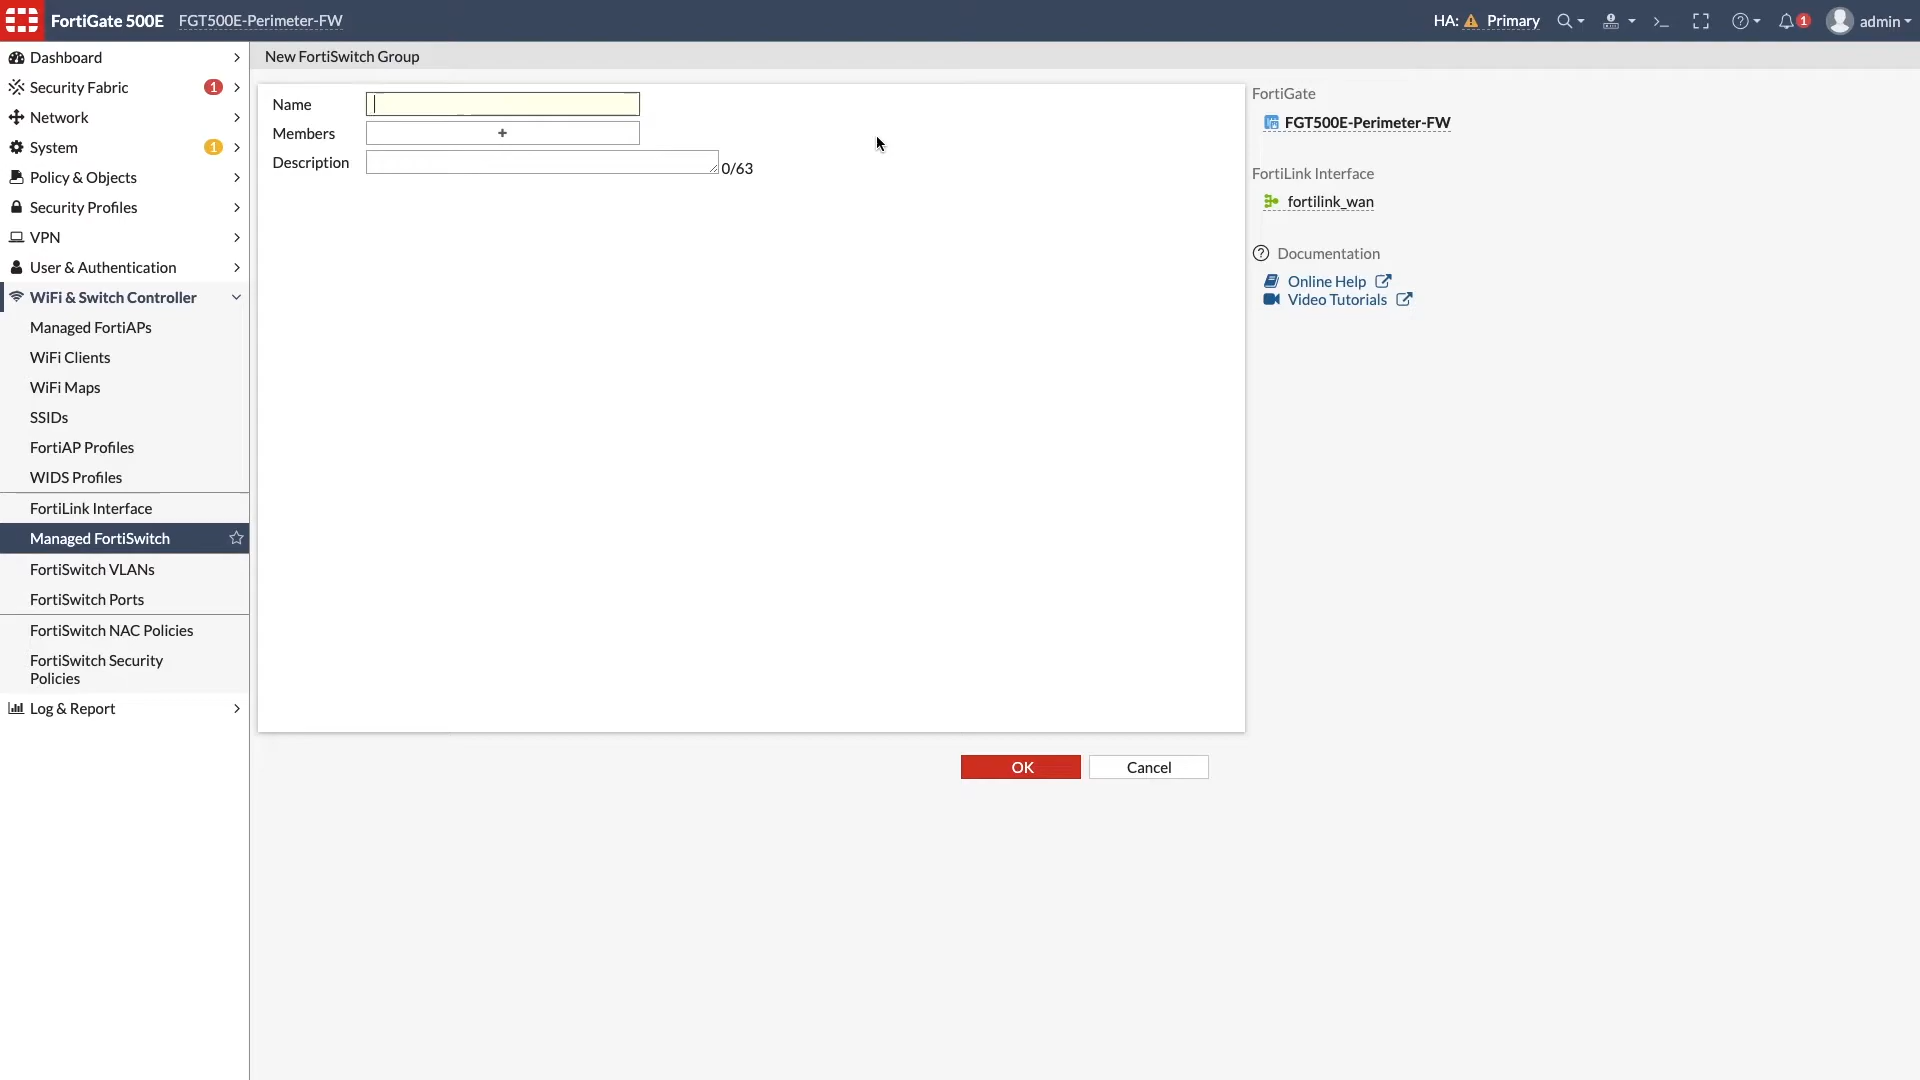 FortiGate 500E FGT500E-Perimeter-FW HA: Primary 1 admin
Dashboard
Security Fabric 1
Network
System 1
Policy & Objects
Security Profiles
VPN
User & Authentication
WiFi & Switch Controller
Managed FortiAPs
WiFi Clients
WiFi Maps
SSIDs
FortiAP Profiles
WIDS Profiles
FortiLink Interface
Managed FortiSwitch
FortiSwitch VLANs
FortiSwitch Ports
FortiSwitch NAC Policies
FortiSwitch Security
Policies
Log & Report
New FortiSwitch Group
Name
Members +
Description 0/63
OK Cancel
FortiGate
FGT500E-Perimeter-FW
FortiLink Interface
fortilink_wan
Documentation
Online Help
Video Tutorials